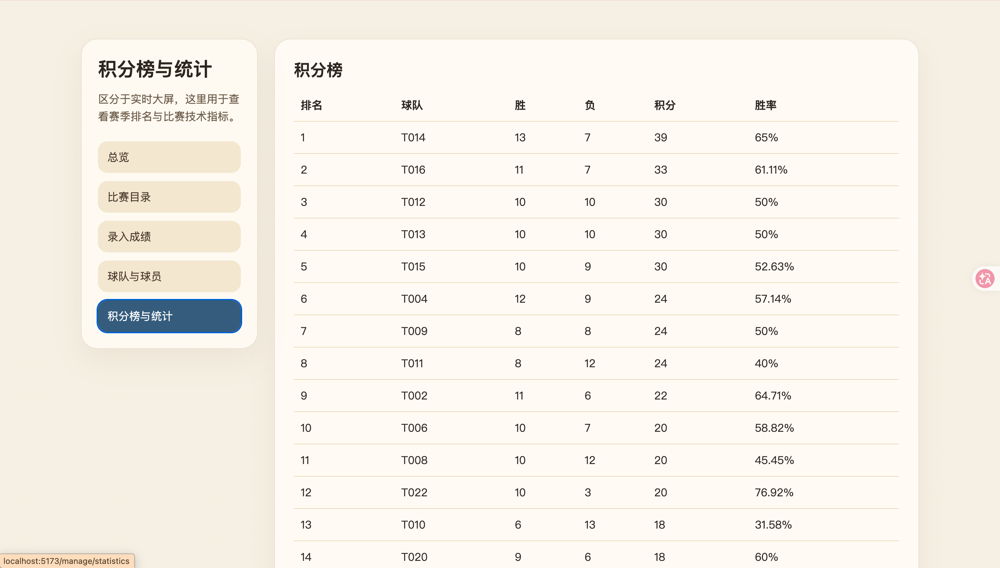 积分榜与统计
区分于实时大屏，这里用于查
看赛季排名与比赛技术指标。
总览
比赛目录
录入成绩
球队与球员
积分榜与统计
积分榜
排名 球队 胜 负 积分 胜率
1 T014 13 7 39 65%
2 T016 11 7 33 61.11%
3 T012 10 10 30 50%
4 T013 10 10 30 50%
5 T015 10 9 30 52.63%
6 T004 12 9 24 57.14%
7 T009 8 8 24 50%
8 T011 8 12 24 40%
9 T002 11 6 22 64.71%
10 T006 10 7 20 58.82%
11 T008 10 12 20 45.45%
12 T022 10 3 20 76.92%
13 T010 6 13 18 31.58%
14 T020 9 6 18 60%
localhost:5173/manage/statistics